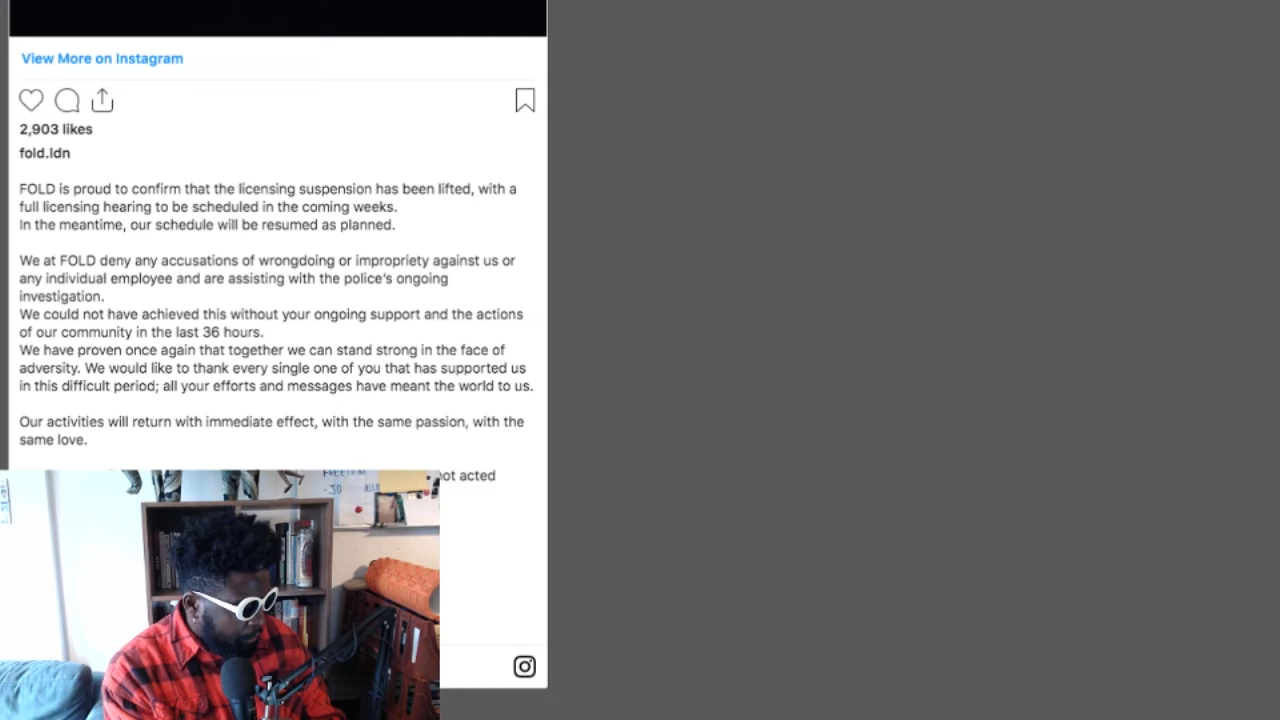 View More on Instagram
2,903 likes
fold.ldn
FOLD is proud to confirm that the licensing suspension has been lifted, with a
full licensing hearing to be scheduled in the coming weeks.
In the meantime, our schedule will be resumed as planned.
We at FOLD deny any accusations of wrongdoing or impropriety against us or
any individual employee and are assisting with the police's ongoing
investigation.
We could not have achieved this without your ongoing support and the actions
of our community in the last 36 hours.
We have proven once again that together we can stand strong in the face of
adversity. We would like to thank every single one of you that has supported us
in this difficult period; all your efforts and messages have meant the world to us.
Our activities will return with immediate effect, with the same passion, with the
same love.
not acted
FREEDOM
-JO